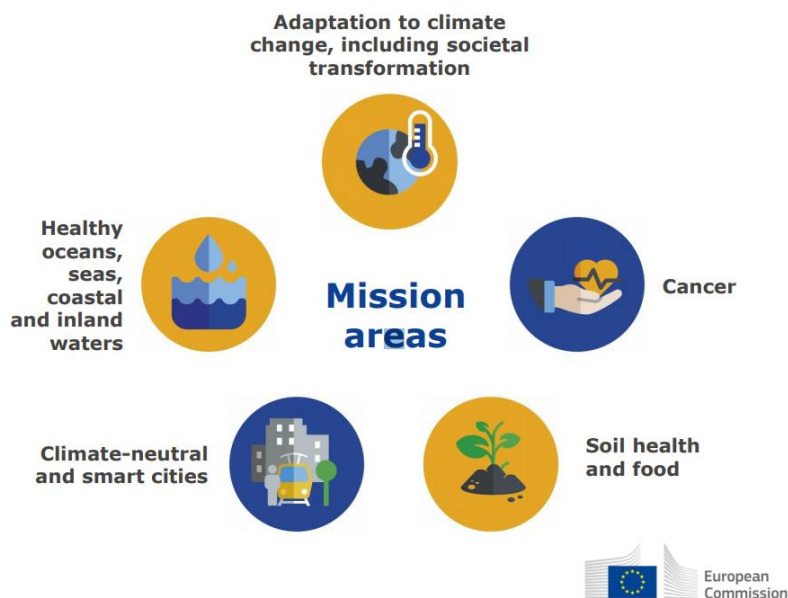 Adaptation to climate
change, including societal
transformation
Healthy
oceans,
seas,
coastal
and inland
waters
Mission
areas
Cancer
Climate-neutral
and smart cities
Soil health
and food
European
Commission